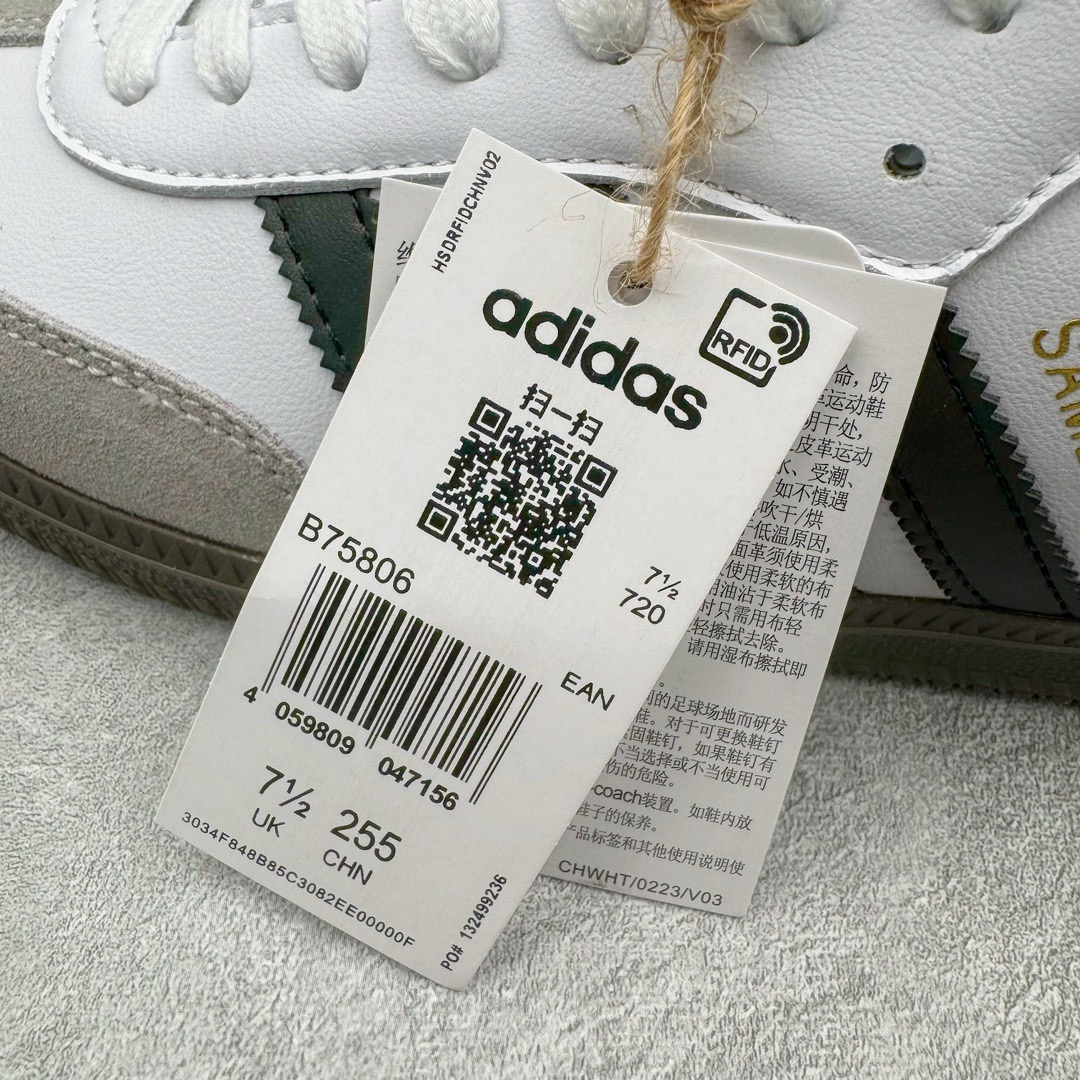 HSDRFIDCHNV02
adidas
RFID
扫一扫
B75806
7½
720
EAN
4 059809 047156
7½ 255
UK CHN
3034F848B85C3082EE00000F
PO# 132499236
命，防
运动鞋
干处，
皮革运动
、受潮、
如不慎遇
吹干/烘
低温原因，
面革须使用柔
使用柔软的布
油沾于柔软布
只需用布轻
轻擦拭去除。
请用湿布擦拭即
。
的足球场地而研发
鞋。对于可更换鞋钉
固鞋钉，如果鞋钉有
不当选择或不当使用可
伤的危险。
-coach装置。如鞋内放
鞋子的保养。
产品标签和其他使用说明使
CHWHT/0223/V03